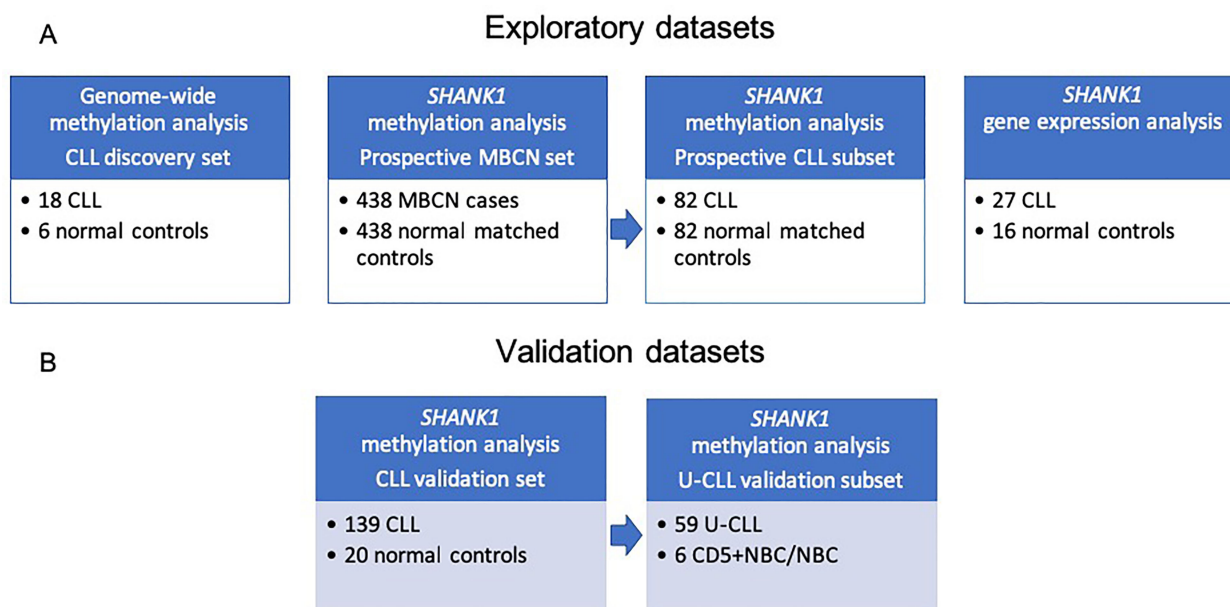 A
Exploratory datasets
Genome-wide
methylation analysis
CLL discovery set
• 18 CLL
• 6 normal controls
SHANK1
methylation analysis
Prospective MBCN set
• 438 MBCN cases
• 438 normal matched
controls
SHANK1
methylation analysis
Prospective CLL subset
• 82 CLL
• 82 normal matched
controls
SHANK1
gene expression analysis
• 27 CLL
• 16 normal controls
B
Validation datasets
SHANK1
methylation analysis
CLL validation set
• 139 CLL
• 20 normal controls
SHANK1
methylation analysis
U-CLL validation subset
• 59 U-CLL
• 6 CD5+NBC/NBC